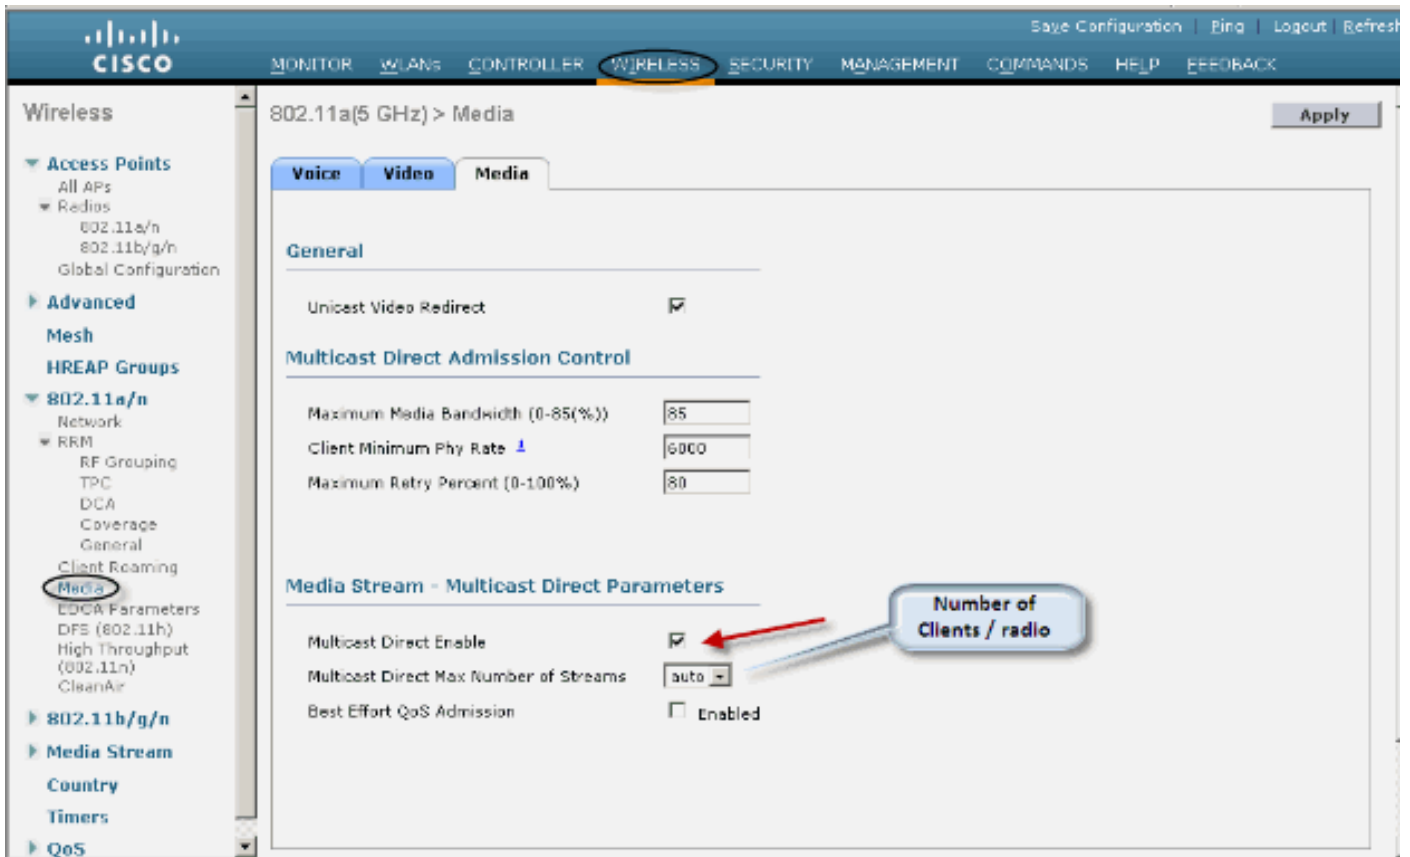 Save Configuration | Ping | Logout | Refresh
CISCO
MONITOR WLANs CONTROLLER WIRELESS SECURITY MANAGEMENT COMMANDS HELP FEEDBACK
Wireless
Access Points
All APs
Radios
802.11a/n
802.11b/g/n
Global Configuration
Advanced
Mesh
HREAP Groups
802.11a/n
Network
RRM
RF Grouping
TPC
DCA
Coverage
General
Client Roaming
Media
EDCA Parameters
DFS (802.11h)
High Throughput
(802.11n)
CleanAir
802.11b/g/n
Media Stream
Country
Timers
QoS
802.11a(5 GHz) > Media
Apply
Voice Video Media
General
Unicast Video Redirect
Multicast Direct Admission Control
Maximum Media Bandwidth (0-85(%)) 85
Client Minimum Phy Rate 1 6000
Maximum Retry Percent (0-100%) 80
Media Stream - Multicast Direct Parameters
Multicast Direct Enable
Multicast Direct Max Number of Streams auto
Best Effort QoS Admission Enabled
Number of
Clients / radio